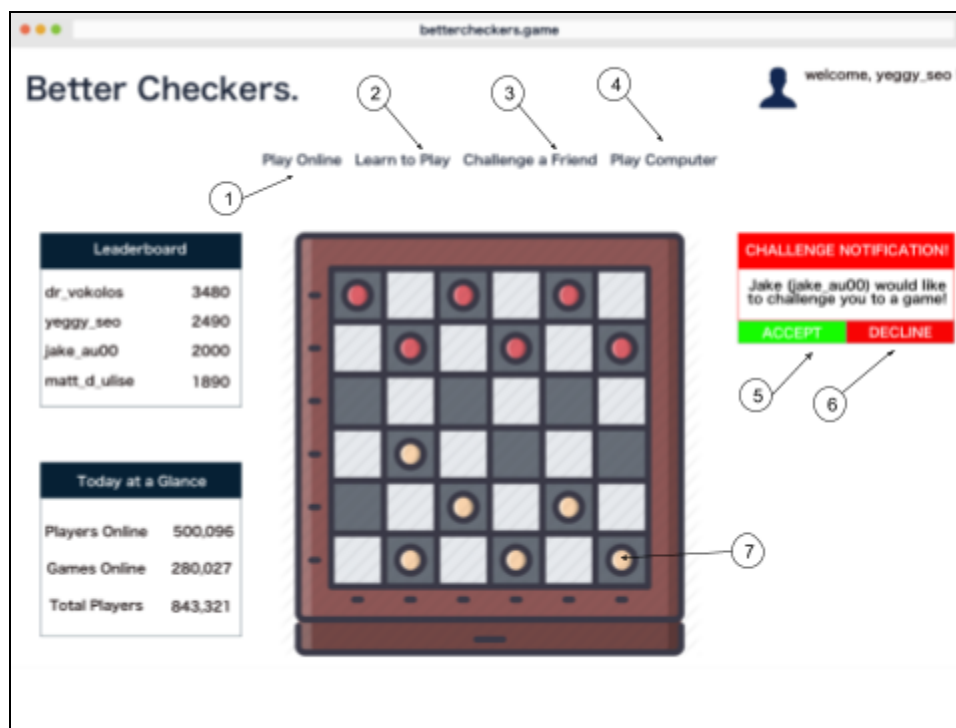 bettercheckers.game
Better Checkers.
welcome, yeggy_seo
2
3
4
Play Online Learn to Play Challenge a Friend Play Computer
1
Leaderboard
dr_vokolos 3480
yeggy_seo 2490
jake_au00 2000
matt_d_ulise 1890
CHALLENGE NOTIFICATION!
Jake (jake_au00) would like
to challenge you to a game!
ACCEPT DECLINE
5
6
Today at a Glance
Players Online 500,096
Games Online 280,027
Total Players 843,321
7